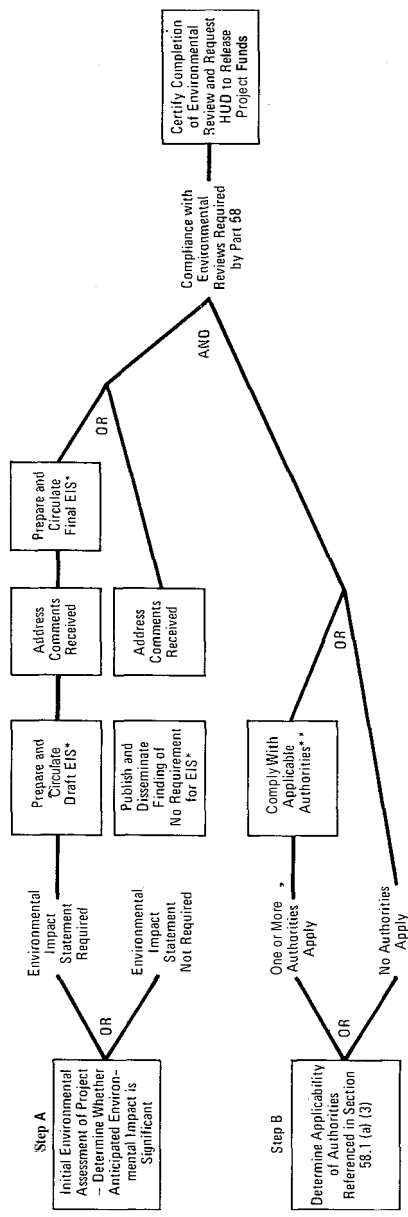 Step A
Initial Environmental
Assessment of Project
– Determine Whether
Anticipated Environ-
mental Impact is
Significant
OR
Environmental
Impact
Statement
Required
Environmental
Impact
Statement
Not Required
Prepare and
Circulate
Draft EIS*
Publish and
Disseminate
Finding of
No Requirement
for EIS*
Address
Comments
Received
Address
Comments
Received
Prepare and
Circulate
Final EIS*
OR
Step B
Determine Applicability
of Authorities
Referenced in Section
58.1 (a) (3)
OR
One or More
Authorities
Apply
No Authorities
Apply
Comply With
Applicable
Authorities**
OR
AND
Compliance with
Environmental
Reviews Required
by Part 58
Certify Completion
of Environmental
Review and Request
HUD to Release
Project Funds